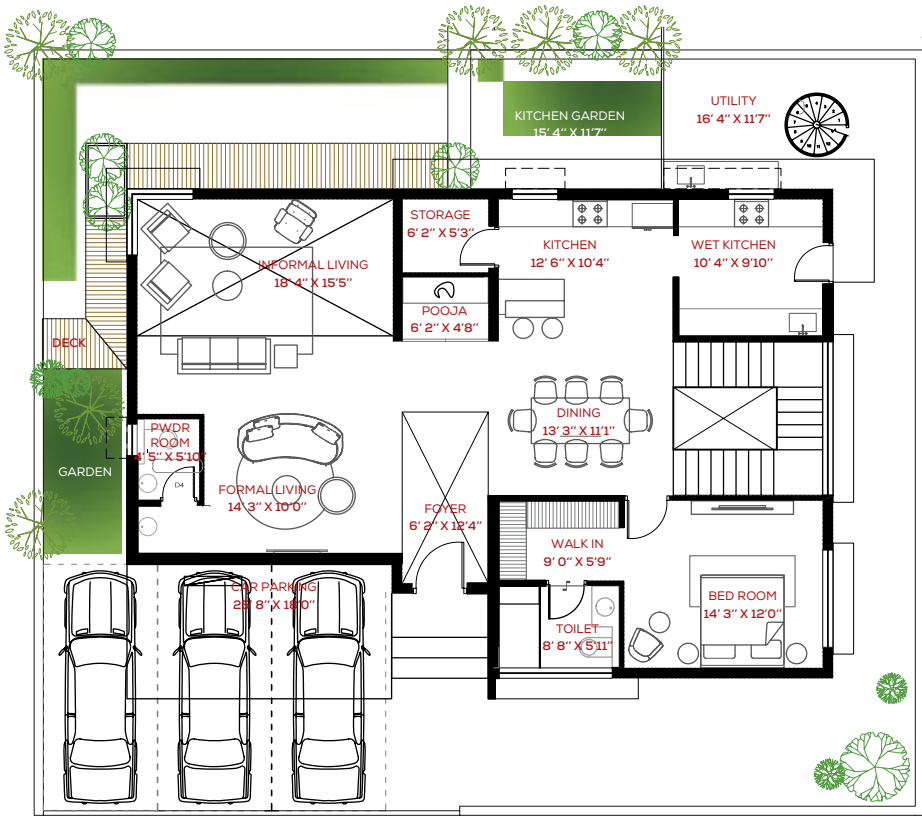 UTILITY
16' 4'' X 11'7''
KITCHEN GARDEN
15' 4'' X 11'7''
STORAGE
6' 2'' X 5'3''
KITCHEN
12' 6'' X 10'4''
WET KITCHEN
10' 4'' X 9'10''
INFORMAL LIVING
18' 4'' X 15'5''
POOJA
6' 2'' X 4'8''
DECK
DINING
13' 3'' X 11'1''
PWDR
ROOM
4' 5'' X 5'10''
GARDEN
D4
FORMAL LIVING
14' 3'' X 10'0''
FOYER
6' 2'' X 12'4''
WALK IN
9' 0'' X 5'9''
CAR PARKING
BED ROOM
14' 3'' X 12'0''
TOILET
8' 8'' X 5'11''